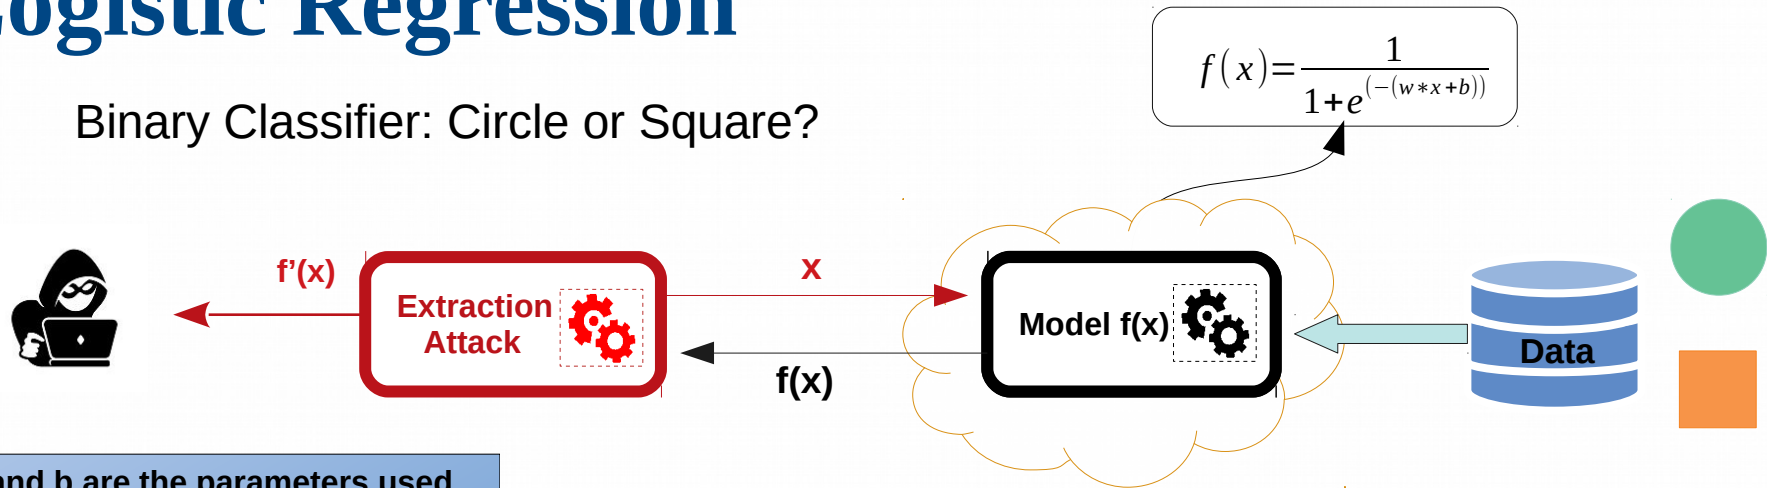 Logistic Regression
f(x)=1/(1+e^(-(w*x+b)))
Binary Classifier: Circle or Square?
f'(x)
x
Extraction
Attack
Model f(x)
Data
f(x)
and b are the parameters used